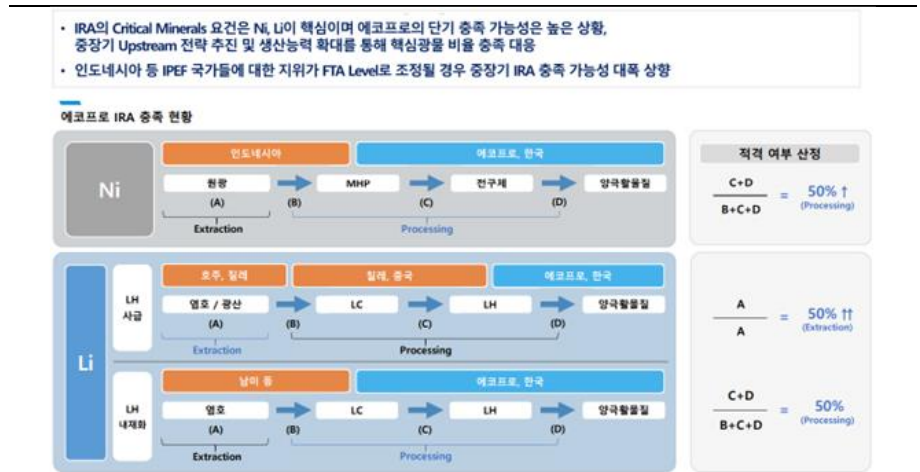 • IRA의 Critical Minerals 요건은 Ni, Li이 핵심이며 에코프로의 단기 충족 가능성은 높은 상황,
중장기 Upstream 전략 추진 및 생산능력 확대를 통해 핵심광물 비율 충족 대응
• 인도네시아 등 IPEF 국가들에 대한 지위가 FTA Level로 조정될 경우 중장기 IRA 충족 가능성 대폭 상향
에코프로 IRA 충족 현황
적격 여부 산정
Ni
인도네시아
에코프로, 한국
원광
MHP
전구체
양극활물질
(A)
(B)
(C)
(D)
Extraction
Processing
C+D
B+C+D
=
50% ↑
(Processing)
Li
LH
사급
호주, 칠레
칠레, 중국
에코프로, 한국
염호 / 광산
LC
LH
양극활물질
(A)
(B)
(C)
(D)
Extraction
Processing
A
A
=
50% ↑↑
(Extraction)
LH
내재화
남미 등
에코프로, 한국
염호
LC
LH
양극활물질
(A)
(B)
(C)
(D)
Extraction
Processing
C+D
B+C+D
=
50%
(Processing)